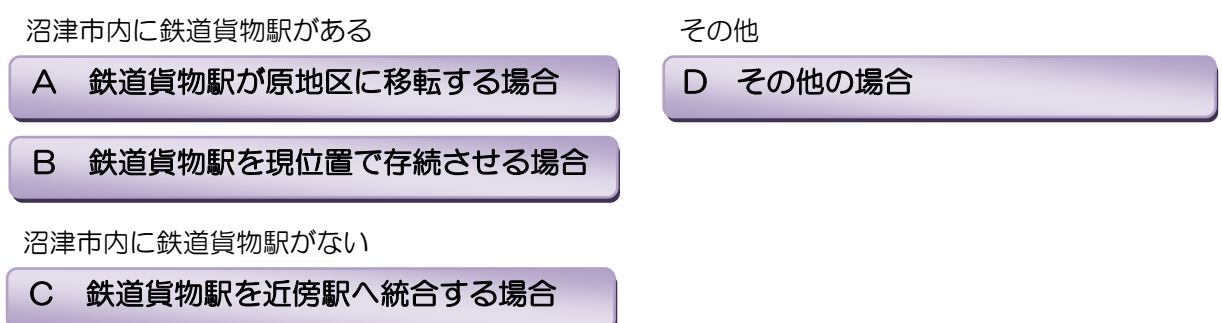 沼津市内に鉄道貨物駅がある
A 鉄道貨物駅が原地区に移転する場合
B 鉄道貨物駅を現位置で存続させる場合
沼津市内に鉄道貨物駅がない
C 鉄道貨物駅を近傍駅へ統合する場合
その他
D その他の場合